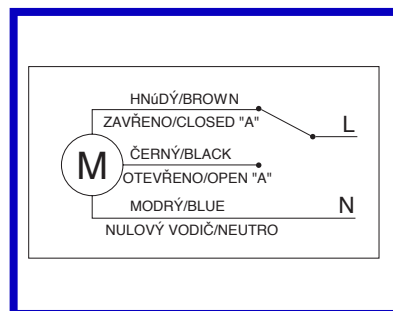 HNúDÝ/BROWN
ZAVŘENO/CLOSED "A"
L
M
ČERNÝ/BLACK
OTEVŘENO/OPEN "A"
MODRÝ/BLUE
N
NULOVÝ VODIČ/NEUTRO